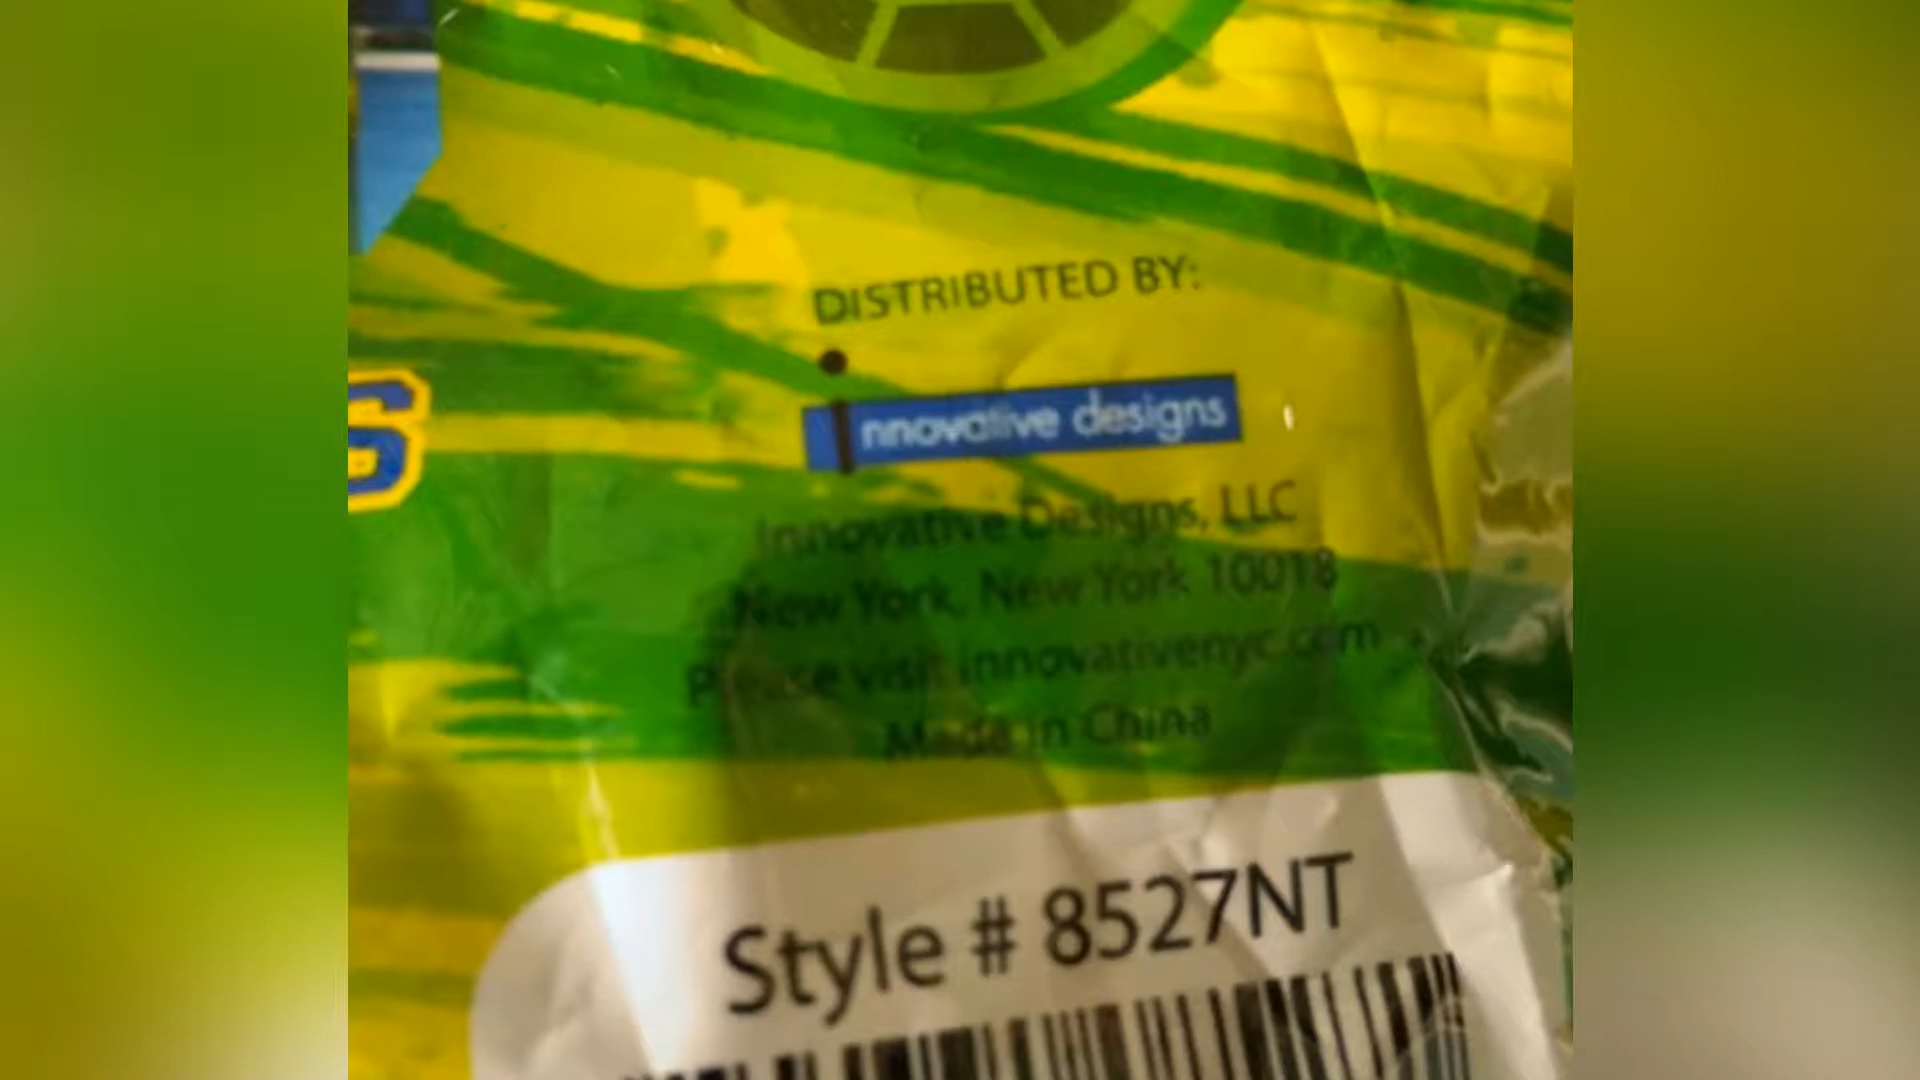 DISTRIBUTED BY:
innovative designs
Innovative Designs, LLC
New York, New York 10018
Please visit innovativenyc.com
Made in China
Style # 8527NT
S